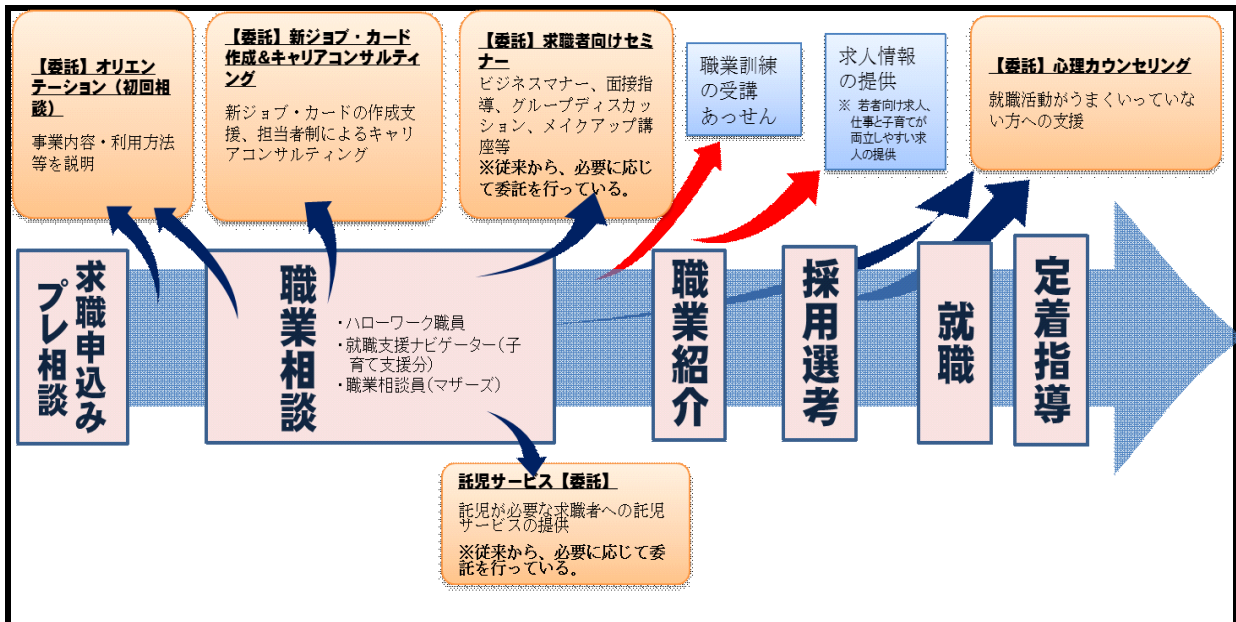 【委託】オリエン
テーション（初回相
談）
事業内容・利用方法
等を説明
【委託】新ジョブ・カード
作成&キャリアコンサルティ
ング
新ジョブ・カードの作成支
援、担当者制によるキャリ
アコンサルティング
【委託】求職者向けセミ
ナー
ビジネスマナー、面接指
導、グループディスカッ
ション、メイクアップ講
座等
※従来から、必要に応じ
て委託を行っている。
職業訓練
の受講
あっせん
求人情報
の提供
※ 若者向け求人、
仕事と子育てが
両立しやすい求
人の提供
【委託】心理カウンセリング
就職活動がうまくいっていな
い方への支援
求職申込み
プレ相談
職業相談
・ハローワーク職員
・就職支援ナビゲーター（子
育て支援分）
・職業相談員（マザーズ）
職業紹介
採用選考
就職
定着指導
託児サービス【委託】
託児が必要な求職者への託児
サービスの提供
※従来から、必要に応じて委
託を行っている。